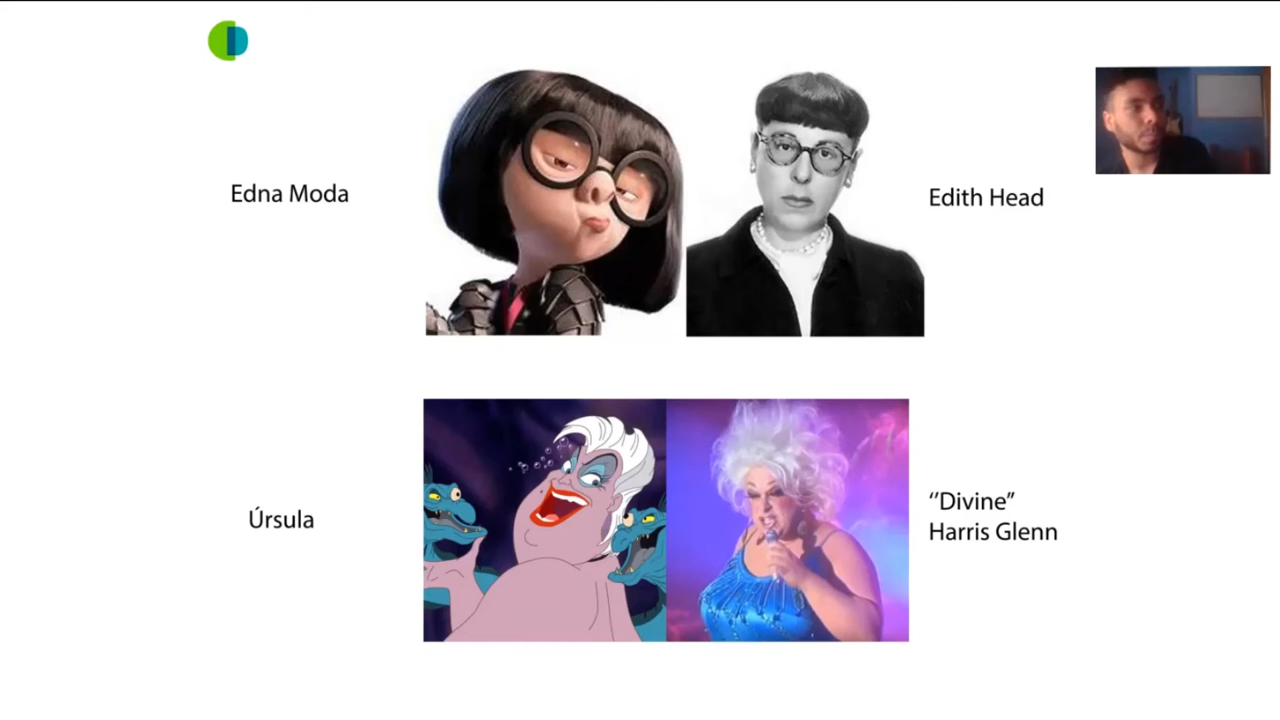 Edna Moda
Edith Head
Úrsula
‘’Divine”
Harris Glenn